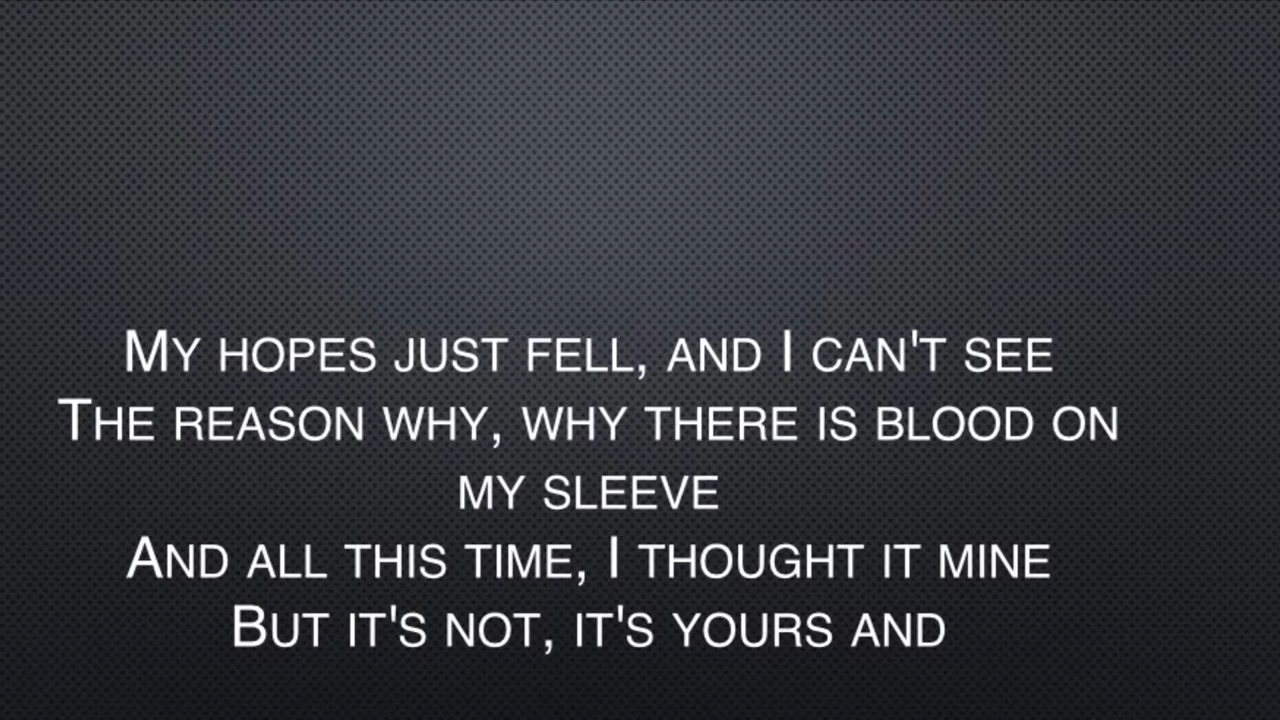 My hopes just fell, and I can't see
The reason why, why there is blood on
my sleeve
And all this time, I thought it mine
But it's not, it's yours and